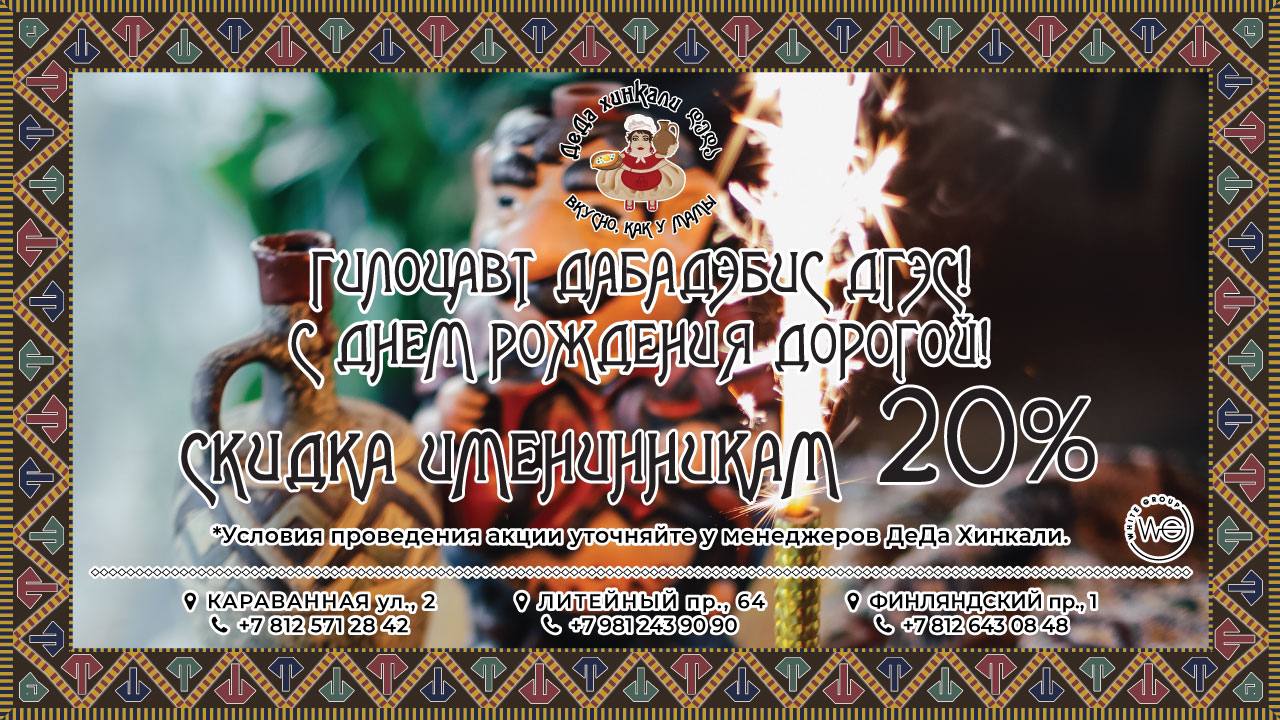 ДеДа хинКали
ВКУСНО, КАК У МАМЫ
ГИЛОЦАВТ ДАБАДЭБИС ДГЭС!
С ДНЕМ РОЖДЕНИЯ ДОРОГОЙ!
СКИДКА ИМЕНИННИКАМ 20%
*Условия проведения акции уточняйте у менеджеров ДеДа Хинкали.
WHITE GROUP
WG
КАРАВАННАЯ ул., 2
+7 812 571 28 42
ЛИТЕЙНЫЙ пр., 64
+7 981 243 90 90
ФИНЛЯНДСКИЙ пр., 1
+7 812 643 08 48